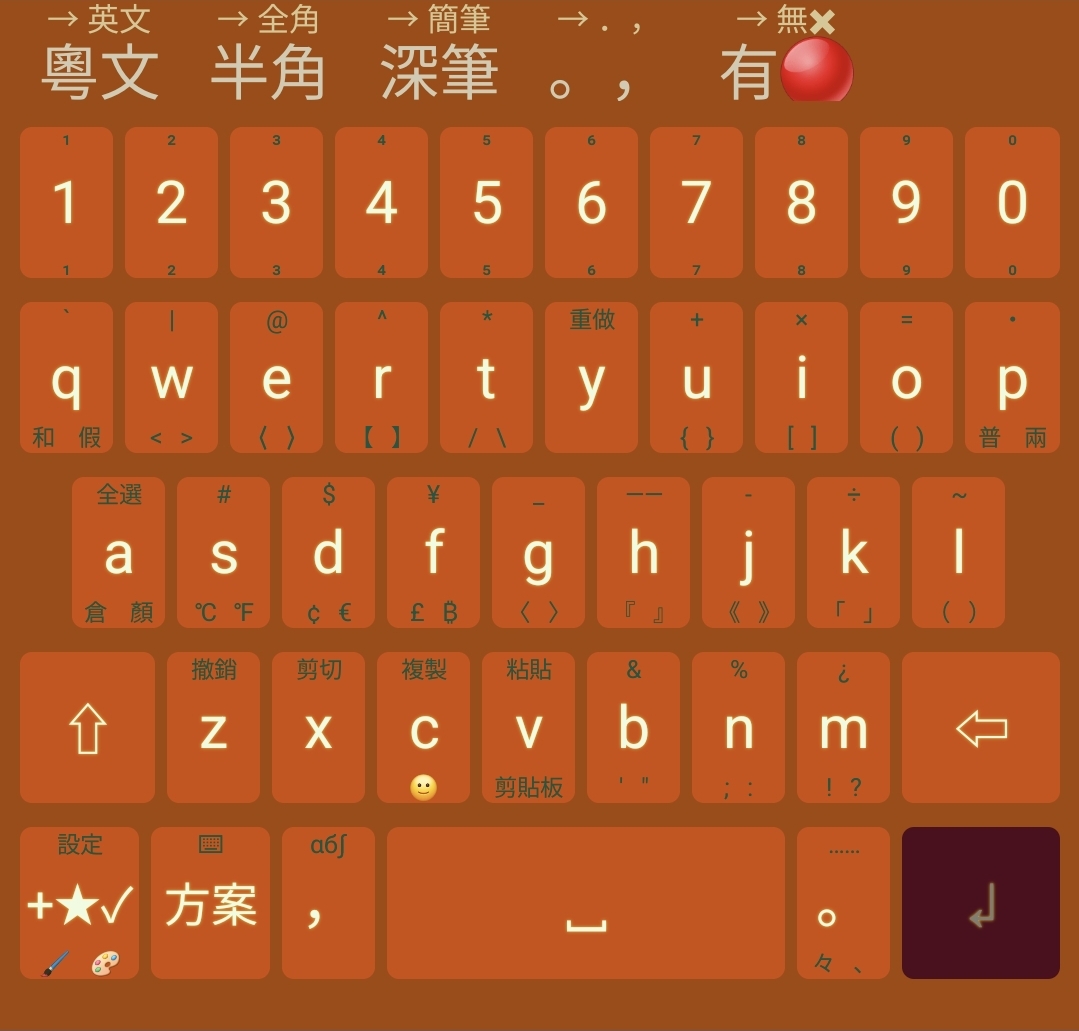 → 英文 → 全角 → 簡筆 → ．， → 無✖
粵文 半角 深筆 。， 有🔴
1 2 3 4 5 6 7 8 9 0
1 2 3 4 5 6 7 8 9 0
1 2 3 4 5 6 7 8 9 0
` | @ ^ * 重做 + × = •
q w e r t y u i o p
和 假 < > ⟨ ⟩ 【 】 / \ { } [ ] ( ) 普 兩
全選 # $ ¥ _ —— - ÷ ~
a s d f g h j k l
倉 顏 ℃ ℉ ¢ € £ ₿ 〈 〉 『 』 《 》 「 」 （ ）
撤銷 剪切 複製 粘貼 & % ¿
⇧ z x c v b n m ⇦
🙂 剪貼板 ' " ; : ! ?
設定 ⌨ αбʃ ……
+★✓ 方案 ， ␣ 。 ↲
🖌 🎨 々 、